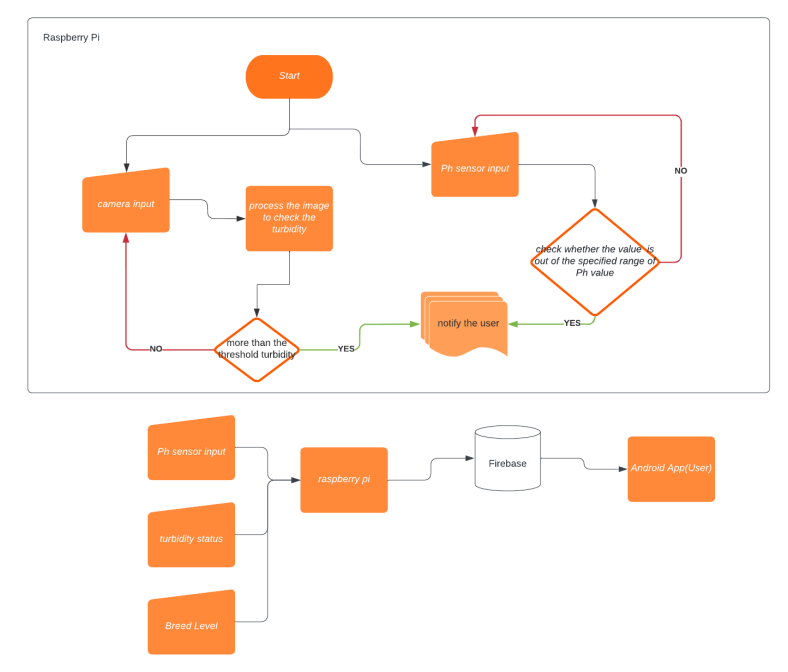 Raspberry Pi
Start
Ph sensor input
NO
camera input
process the image
to check the
turbidity
check whether the value  is
out of the specified range of
Ph value
notify the user
YES
more than the
threshold turbidity
NO
YES
Ph sensor input
Firebase
Android App(User)
raspberry pi
turbidity status
Breed Level